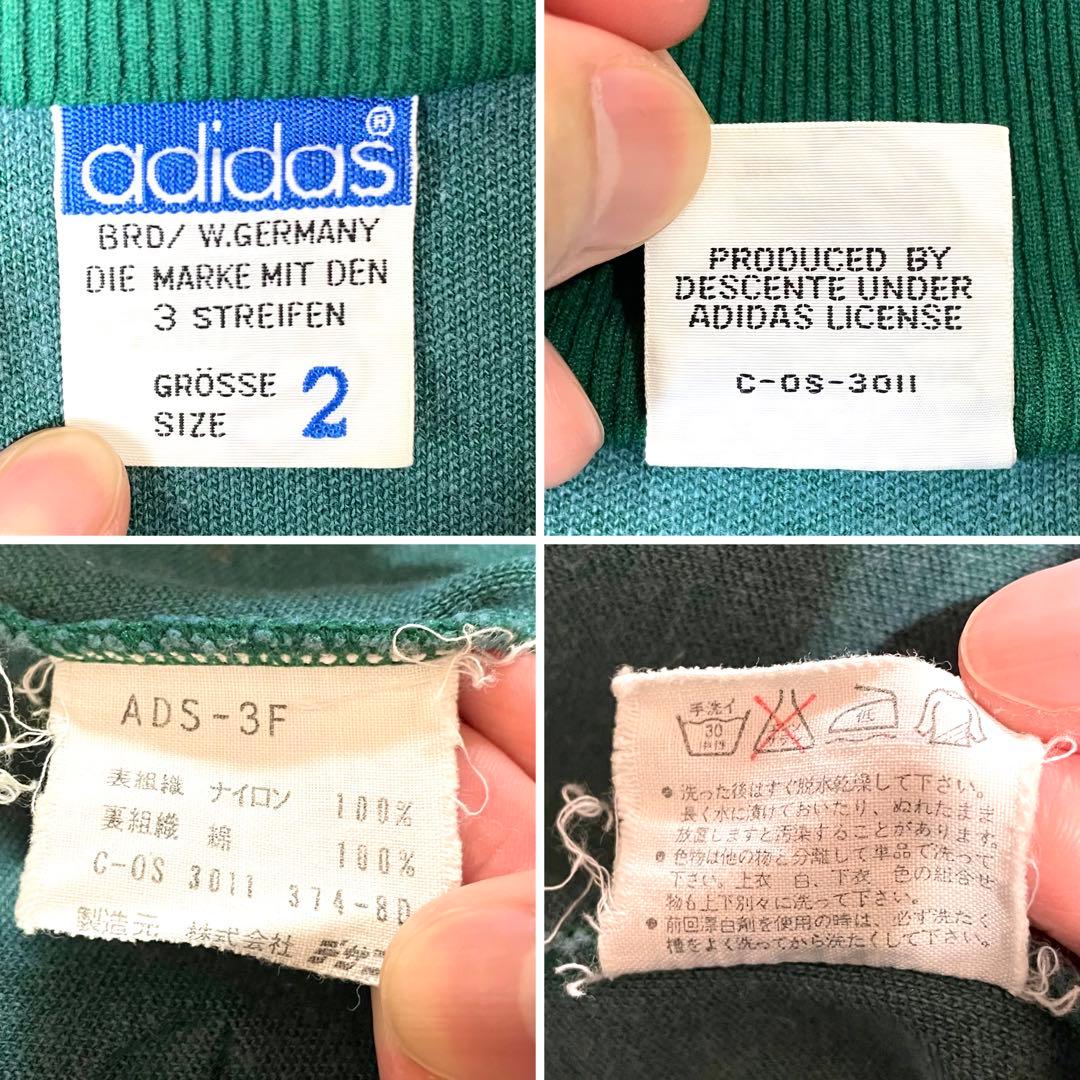 adidas®
BRD/ W.GERMANY
DIE MARKE MIT DEN
3 STREIFEN
GRÖSSE
SIZE 2
PRODUCED BY
DESCENTE UNDER
ADIDAS LICENSE
C-OS-3011
ADS-3F
表組織 ナイロン 100%
裏組織 綿 100%
C-OS 3011 374-8D
製造元 株式会社
手洗イ
30
中性
低
●洗った後はすぐ脱水乾燥して下さい。
長く水に漬けておいたり、ぬれたまま
放置しますと汚染することがあります。
●色物は他の物と分離して単品で洗って
下さい。上衣 白、下衣 色の組合せ
物も上下別々に洗って下さい。
●前回漂白剤を使用の時は、必ず洗たく
槽をよく洗ってから洗たくして下さい。